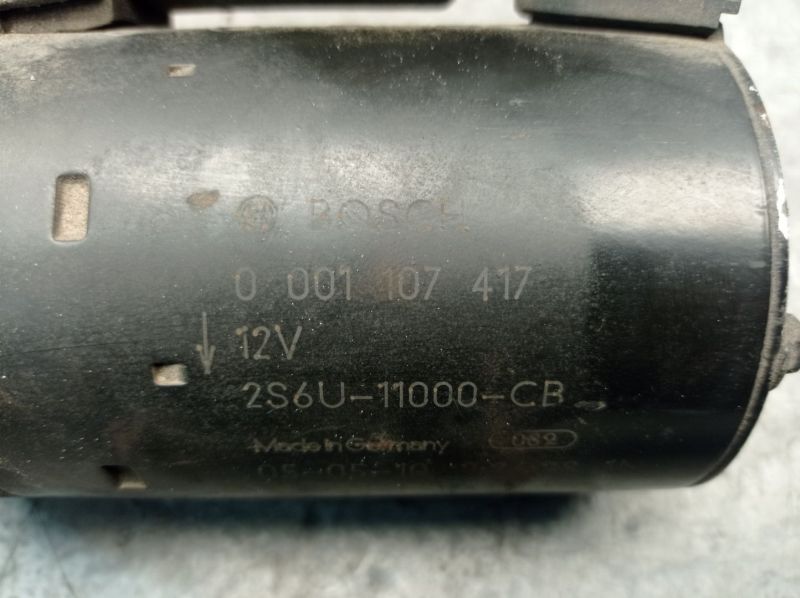 BOSCH
0 001 107 417
12V
2S6U-11000-CB
Made in Germany